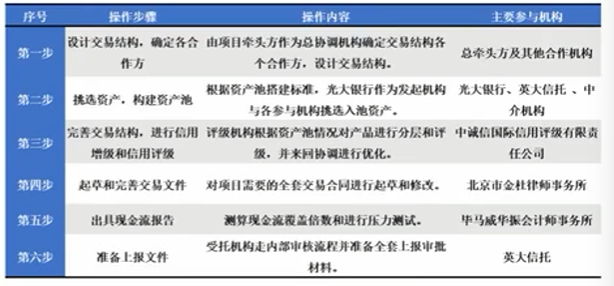 序号 操作步骤 操作内容 主要参与机构
第一步 设计交易结构，确定各合作方 由项目牵头方作为总协调机构确定交易结构各个合作方，设计交易结构。 总牵头方及其他合作机构
第二步 挑选资产，构建资产池 根据资产池搭建标准，光大银行作为发起机构与各参与机构挑选入池资产。 光大银行、英大信托 、中介机构
第三步 完善交易结构，进行信用增级和信用评级 评级机构根据资产池情况对产品进行分层和评级，并来回协调进行优化。 中诚信国际信用评级有限责任公司
第四步 起草和完善交易文件 对项目需要的全套交易合同进行起草和修改。 北京市金杜律师事务所
第五步 出具现金流报告 测算现金流覆盖倍数和进行压力测试。 毕马威华振会计师事务所
第六步 准备上报文件 受托机构走内部审核流程并准备全套上报审批材料。 英大信托